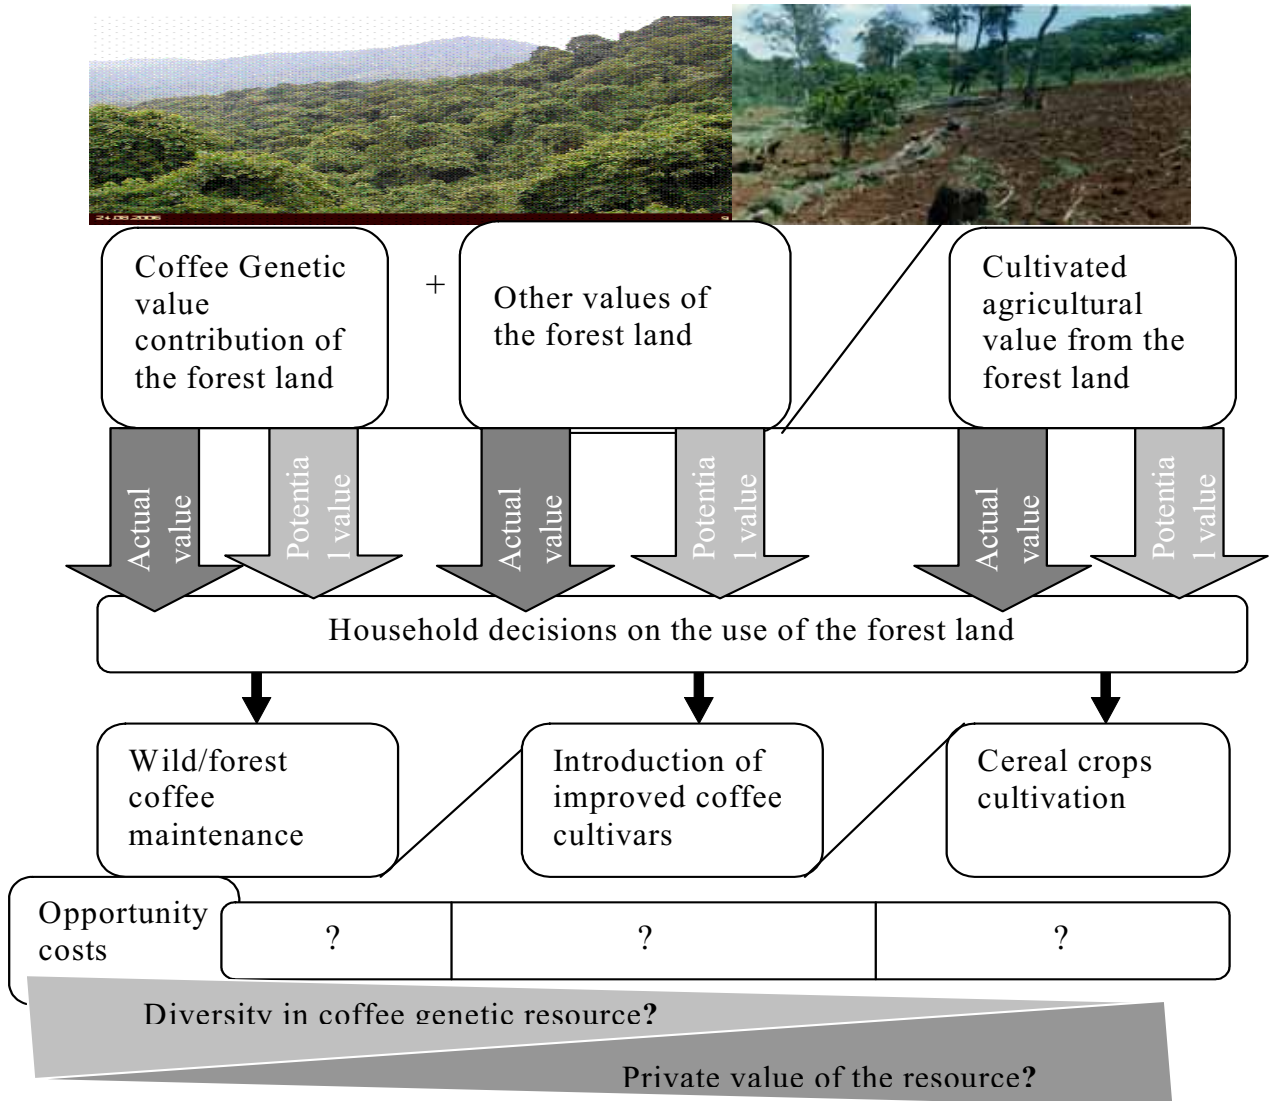 24.08.2006
Coffee Genetic
value
contribution of
the forest land
+
Other values of
the forest land
Cultivated
agricultural
value from the
forest land
Actual
value
Potentia
l value
Actual
value
Potentia
l value
Actual
value
Potentia
l value
Household decisions on the use of the forest land
Wild/forest
coffee
maintenance
Introduction of
improved coffee
cultivars
Cereal crops
cultivation
Opportunity
costs
?
?
?
Diversity in coffee genetic resource?
Private value of the resource?